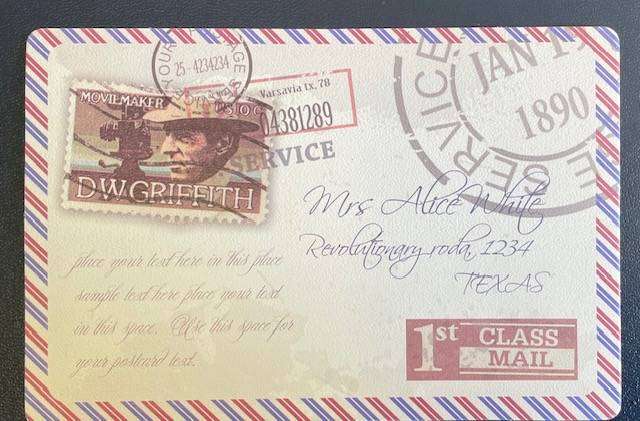 25-4234234
MOVIEMAKER
US 10 c
D.W.GRIFFITH
Varsavia tx. 78
04381289
SERVICE
SERVICE
JAN 1
1890
Mrs Alice White
Revolutionary roda, 1234
TEXAS
place your text here in this place
sample text here place your text
in this space. Use this space for
your postcard text.
1st CLASS
MAIL